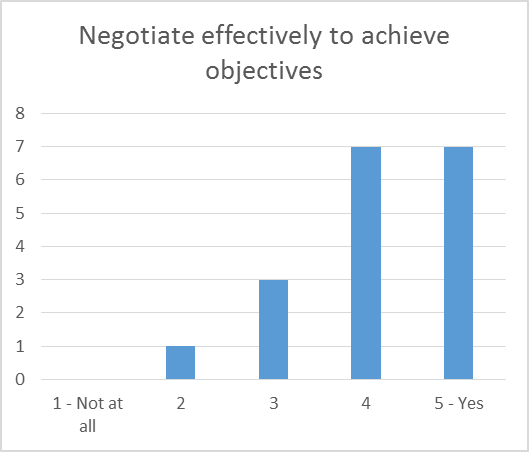 Negotiate effectively to achieve
objectives
8
7
6
5
4
3
2
1
0
1 - Not at
all
2
3
4
5 - Yes